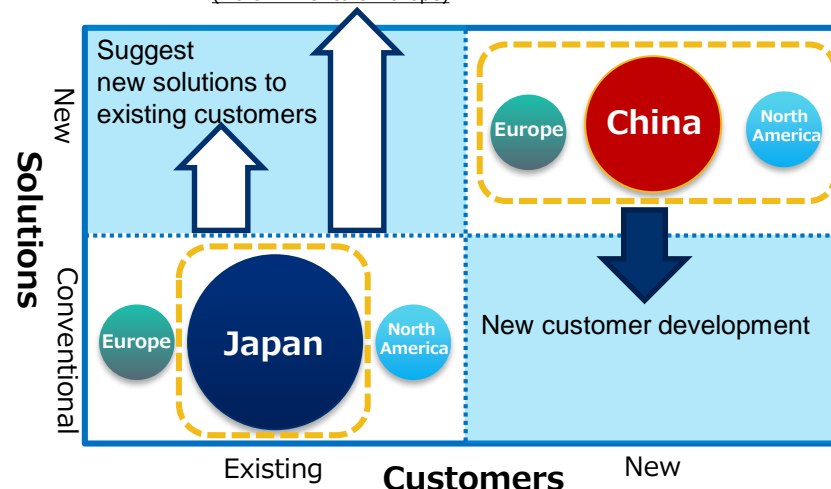 Suggest
new solutions to
existing customers
Europe
China
North
America
New
Solutions
Conventional
Europe
Japan
North
America
New customer development
Existing
Customers
New